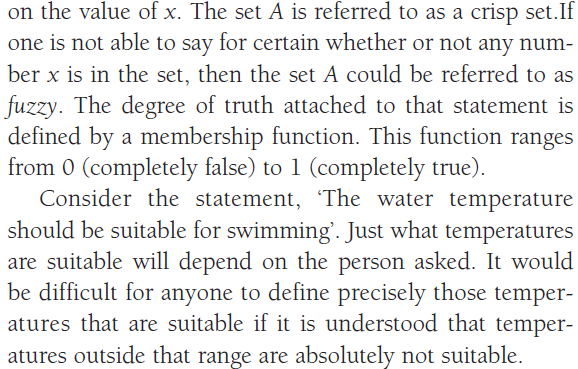 on the value of x. The set A is referred to as a crisp set.If
one is not able to say for certain whether or not any num-
ber x is in the set, then the set A could be referred to as
fuzzy. The degree of truth attached to that statement is
defined by a membership function. This function ranges
from 0 (completely false) to 1 (completely true).
Consider the statement, ‘The water temperature
should be suitable for swimming’. Just what temperatures
are suitable will depend on the person asked. It would
be difficult for anyone to define precisely those temper-
atures that are suitable if it is understood that temper-
atures outside that range are absolutely not suitable.